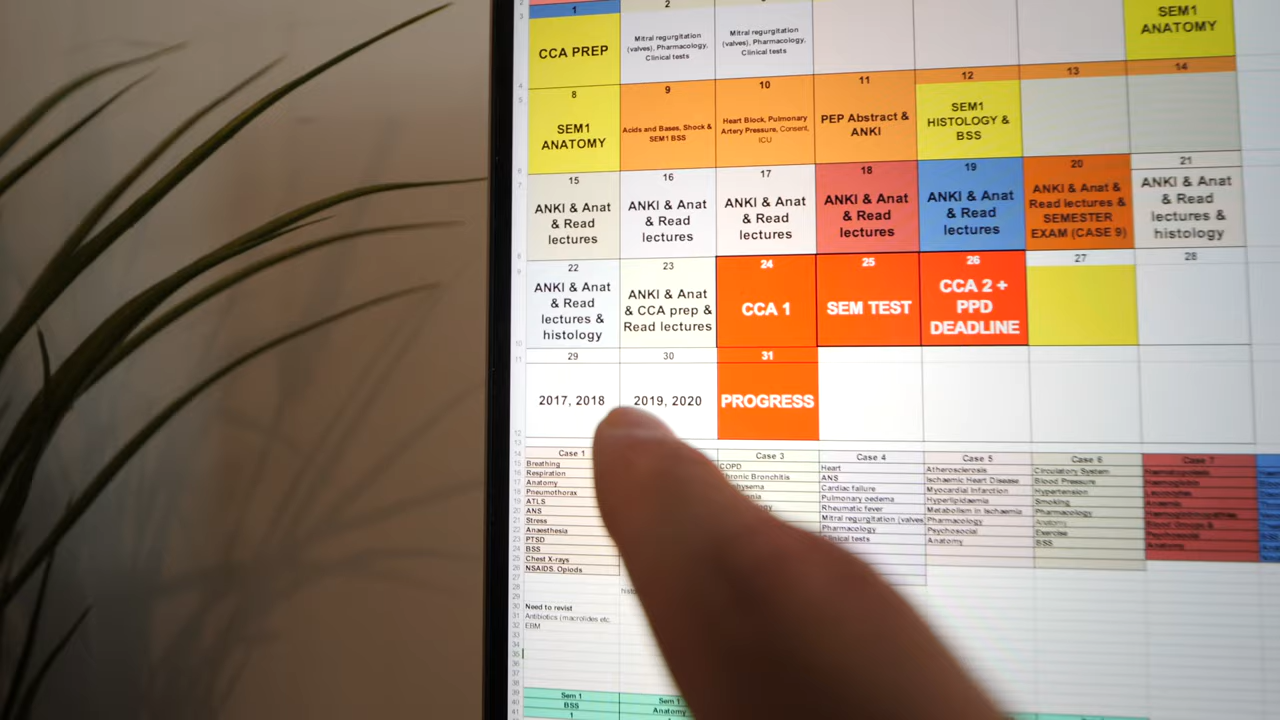 1
2
CCA PREP
Mitral regurgitation (valves), Pharmacology, Clinical tests
Mitral regurgitation (valves), Pharmacology, Clinical tests
SEM1 ANATOMY
8
9
10
11
12
13
14
SEM1 ANATOMY
Acids and Bases, Shock & SEM1 BSS
Heart Block, Pulmonary Artery Pressure, Consent, ICU
PEP Abstract & ANKI
SEM1 HISTOLOGY & BSS
15
16
17
18
19
20
21
ANKI & Anat & Read lectures
ANKI & Anat & Read lectures
ANKI & Anat & Read lectures
ANKI & Anat & Read lectures
ANKI & Anat & Read lectures
ANKI & Anat & Read lectures & SEMESTER EXAM (CASE 9)
ANKI & Anat & Read lectures & histology
22
23
24
25
26
27
28
ANKI & Anat & Read lectures & histology
ANKI & Anat & CCA prep & Read lectures
CCA 1
SEM TEST
CCA 2 + PPD DEADLINE
29
30
31
2017, 2018
2019, 2020
PROGRESS
Case 1
Breathing
Respiration
Anatomy
Pneumothorax
ATLS
ANS
Stress
Anaesthesia
PTSD
BSS
Chest X-rays
NSAIDS, Opiods
Case 3
COPD
Chronic Bronchitis
Case 4
Heart
ANS
Cardiac failure
Pulmonary oedema
Rheumatic fever
Mitral regurgitation (valves
Pharmacology
Clinical tests
Case 5
Atherosclerosis
Ischaemic Heart Disease
Myocardial Infarction
Hyperlipidaemia
Metabolism in Ischaemia
Pharmacology
Psychosocial
Anatomy
Case 6
Circulatory System
Blood Pressure
Hypertension
Smoking
Pharmacology
Anatomy
Exercise
BSS
Case 7
Need to revist
Antibiotics (macrolides etc.
EBM
Sem 1
BSS
1
Sem 1
Anatomy